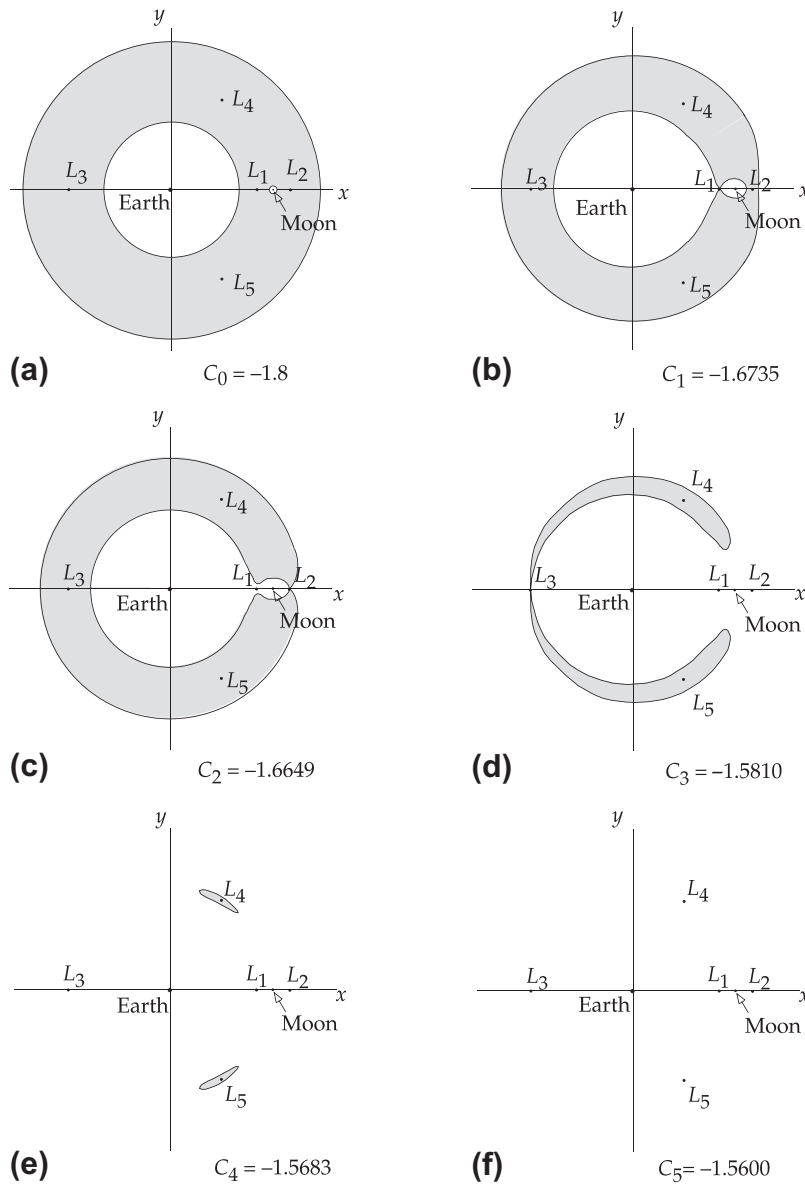 y
L4
L3
L1
L2
x
Earth
Moon
L5
(a)
C0 = –1.8
y
L4
L3
L1
L2
x
Earth
Moon
L5
(b)
C1 = –1.6735
y
L4
L3
L1
L2
x
Earth
Moon
L5
(c)
C2 = –1.6649
y
L4
L3
L1
L2
x
Earth
Moon
L5
(d)
C3 = –1.5810
y
L4
L3
L1
L2
x
Earth
Moon
L5
(e)
C4 = –1.5683
y
L4
L3
L1
L2
x
Earth
Moon
L5
(f)
C5= –1.5600